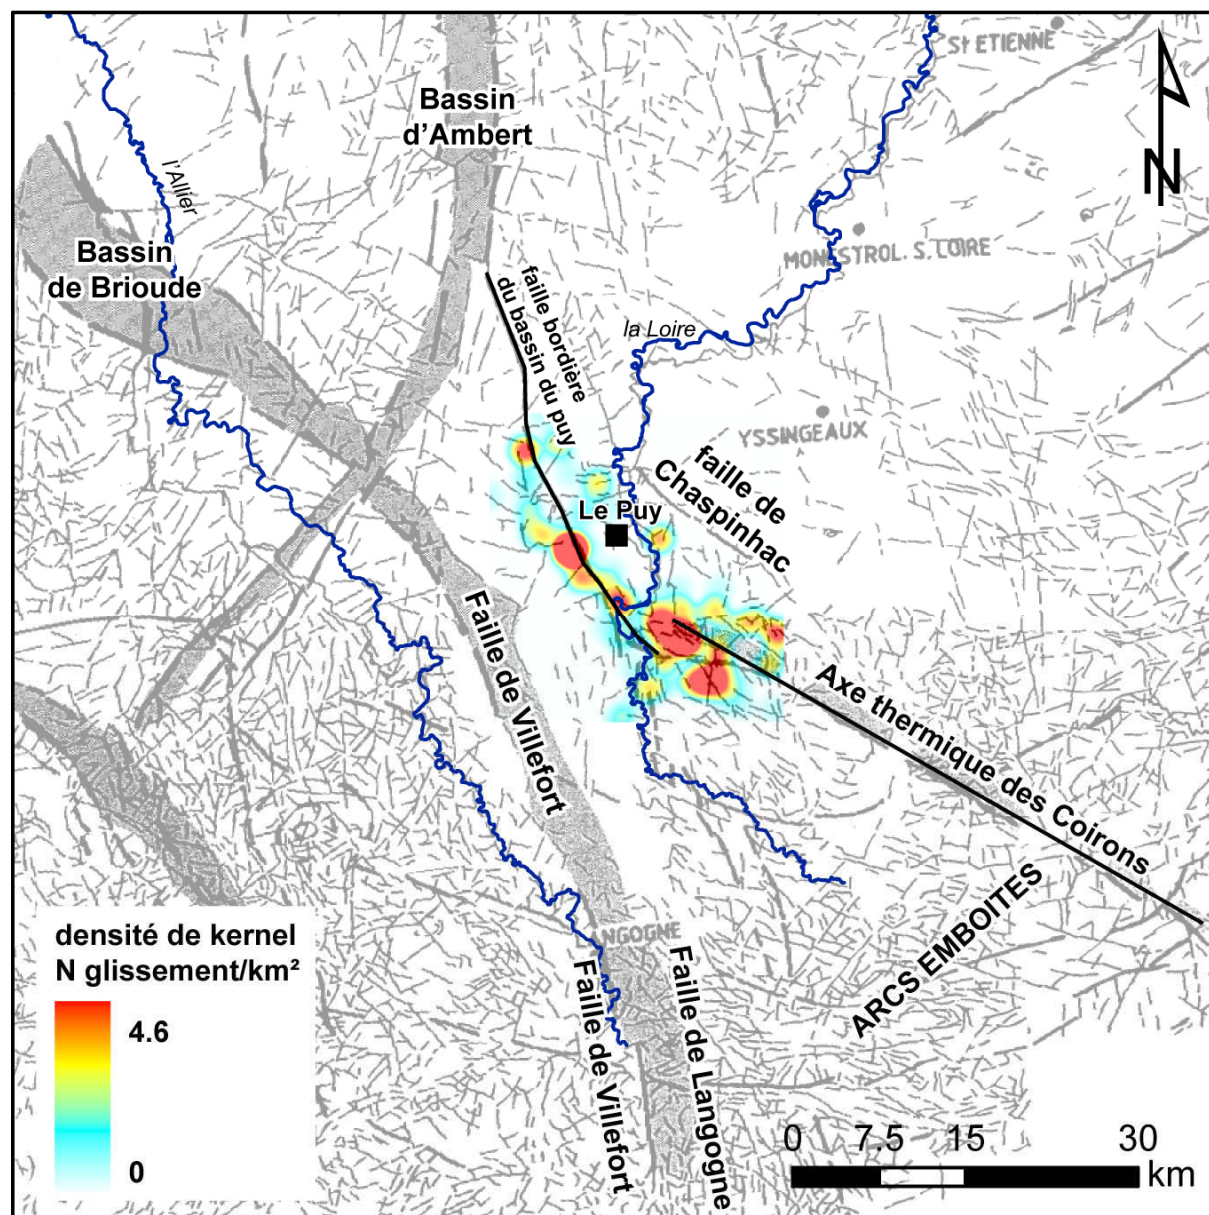 St ETIENNE
Bassin
d'Ambert
N
l'Allier
Bassin
de Brioude
MONISTROL. S. LOIRE
faille bordière
du bassin du puy
la Loire
YSSINGEAUX
faille de
Chaspinhac
Le Puy
Faille de Villefort
Axe thermique des Coirons
ARCS EMBOITES
NGOGNE
Faille de Villefort
Faille de Langogne
densité de kernel
N glissement/km²
4.6
0
0 7.5 15 30
km